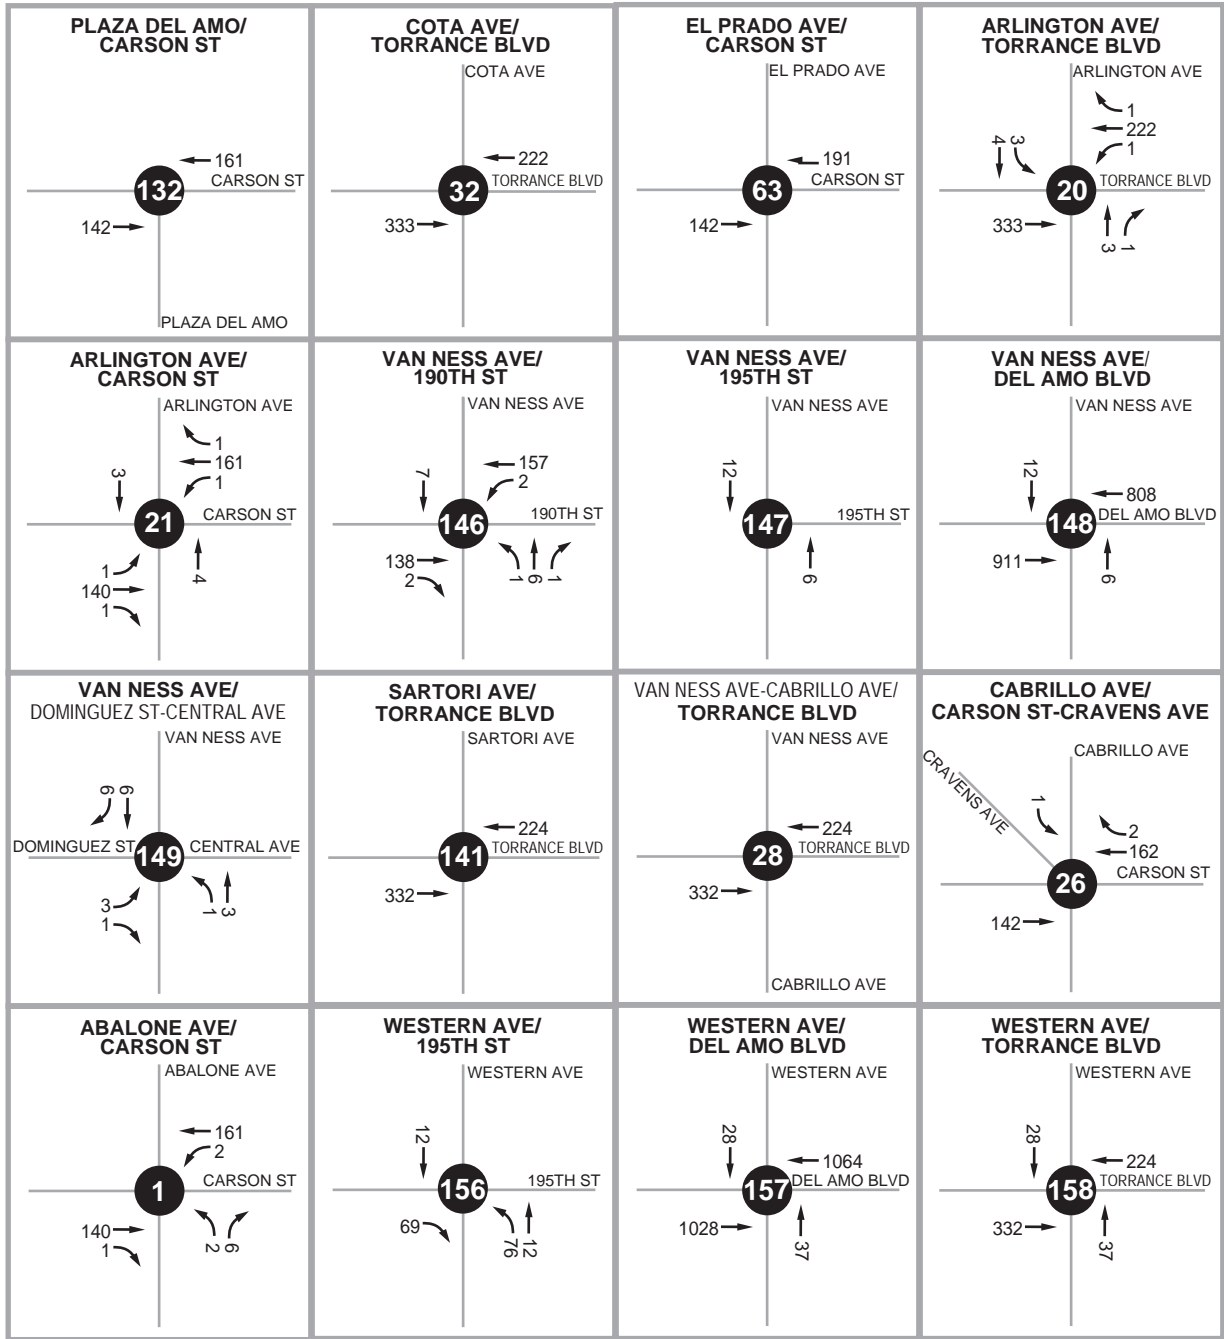 PLAZA DEL AMO/
CARSON ST
161
CARSON ST
132
142
PLAZA DEL AMO
COTA AVE/
TORRANCE BLVD
COTA AVE
222
TORRANCE BLVD
32
333
EL PRADO AVE/
CARSON ST
EL PRADO AVE
191
CARSON ST
63
142
ARLINGTON AVE/
TORRANCE BLVD
ARLINGTON AVE
1
222
1
4 3
TORRANCE BLVD
20
333
3 1
ARLINGTON AVE/
CARSON ST
ARLINGTON AVE
1
161
1
3
CARSON ST
21
1
140
1
4
VAN NESS AVE/
190TH ST
VAN NESS AVE
157
2
7
190TH ST
146
138
2
1 6 1
VAN NESS AVE/
195TH ST
VAN NESS AVE
12
195TH ST
147
6
VAN NESS AVE/
DEL AMO BLVD
VAN NESS AVE
12
808
DEL AMO BLVD
148
911
6
VAN NESS AVE/
DOMINGUEZ ST-CENTRAL AVE
VAN NESS AVE
6 6
DOMINGUEZ ST
149
CENTRAL AVE
3
1
1 3
SARTORI AVE/
TORRANCE BLVD
SARTORI AVE
224
TORRANCE BLVD
141
332
VAN NESS AVE-CABRILLO AVE/
TORRANCE BLVD
VAN NESS AVE
224
TORRANCE BLVD
28
332
CABRILLO AVE
CABRILLO AVE/
CARSON ST-CRAVENS AVE
CABRILLO AVE
CRAVENS AVE
1
2
162
CARSON ST
26
142
ABALONE AVE/
CARSON ST
ABALONE AVE
161
2
CARSON ST
1
140
1
2 6
WESTERN AVE/
195TH ST
WESTERN AVE
12
195TH ST
156
69
76 12
WESTERN AVE/
DEL AMO BLVD
WESTERN AVE
28
1064
DEL AMO BLVD
157
1028
37
WESTERN AVE/
TORRANCE BLVD
WESTERN AVE
28
224
TORRANCE BLVD
158
332
37